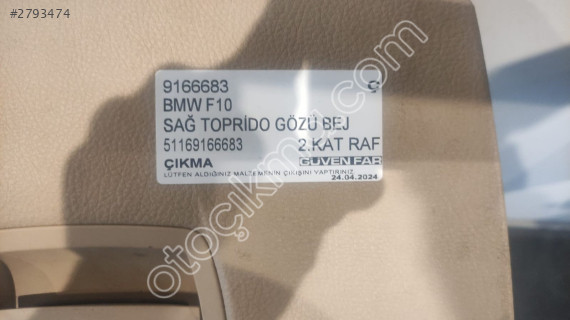 #2793474
9166683 Ç
BMW F10
SAĞ TOPRİDO GÖZÜ BEJ
51169166683 2.KAT RAF
ÇIKMA GÜVEN FAR
LÜTFEN ALDIĞINIZ MALZEMENİN ÇIKIŞINI YAPTIRINIZ
24.04.2024
otoçıkma.com